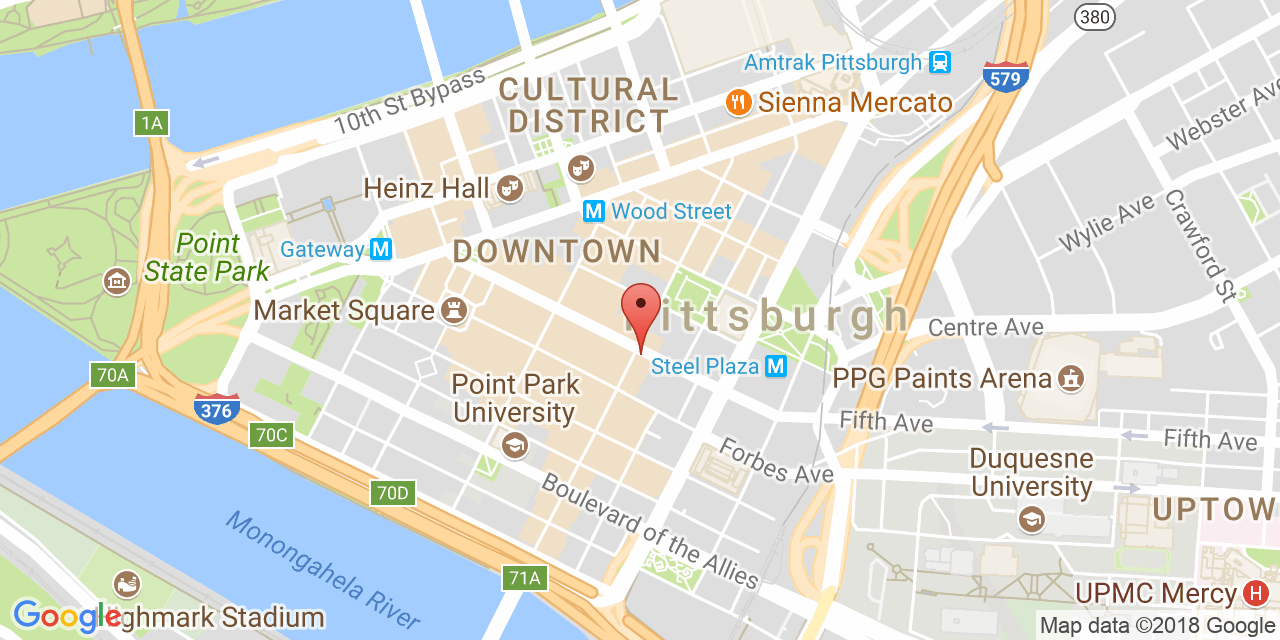 380
Amtrak Pittsburgh
579
CULTURAL
DISTRICT
Sienna Mercato
10th St Bypass
1A
Webster Ave
Heinz Hall
Wylie Ave
Crawford St
M Wood Street
Point
State Park
Gateway M
DOWNTOWN
Market Square
Pittsburgh
Centre Ave
Steel Plaza M
70A
PPG Paints Arena
Point Park
University
376
70C
Fifth Ave
Fifth Ave
Forbes Ave
Duquesne
University
70D
Boulevard of the Allies
UPTOW
Monongahela River
71A
UPMC Mercy H
Google
ghmark Stadium
Map data ©2018 Google